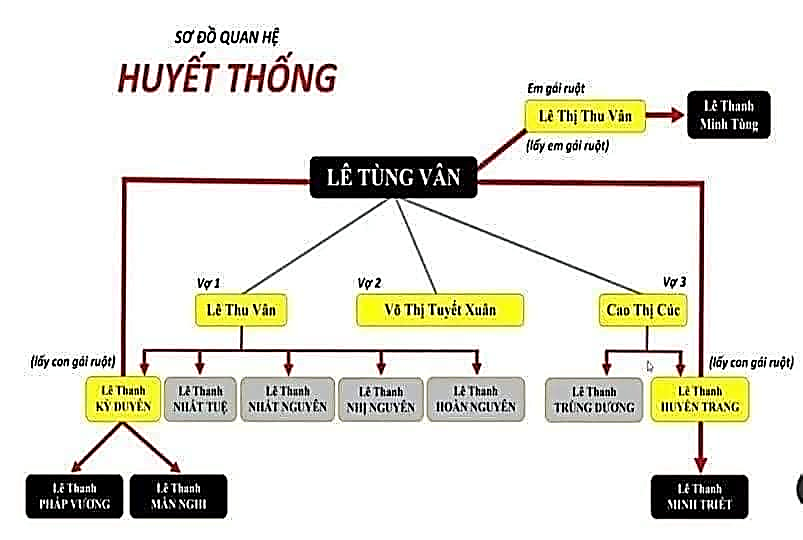 SƠ ĐỒ QUAN HỆ
HUYẾT THỐNG
Em gái ruột
Lê Thị Thu Vân
(lấy em gái ruột)
Lê Thanh
Minh Tùng
LÊ TÙNG VÂN
Vợ 1
Lê Thu Vân
Vợ 2
Võ Thị Tuyết Xuân
Vợ 3
Cao Thị Cúc
(lấy con gái ruột)
(lấy con gái ruột)
Lê Thanh
KỲ DUYÊN
Lê Thanh
NHẤT TUỆ
Lê Thanh
NHẤT NGUYÊN
Lê Thanh
NHỊ NGUYÊN
Lê Thanh
HOÀN NGUYÊN
Lê Thanh
TRÙNG DƯƠNG
Lê Thanh
HUYỀN TRANG
Lê Thanh
PHÁP VƯƠNG
Lê Thanh
MẪN NGHI
Lê Thanh
MINH TRIẾT